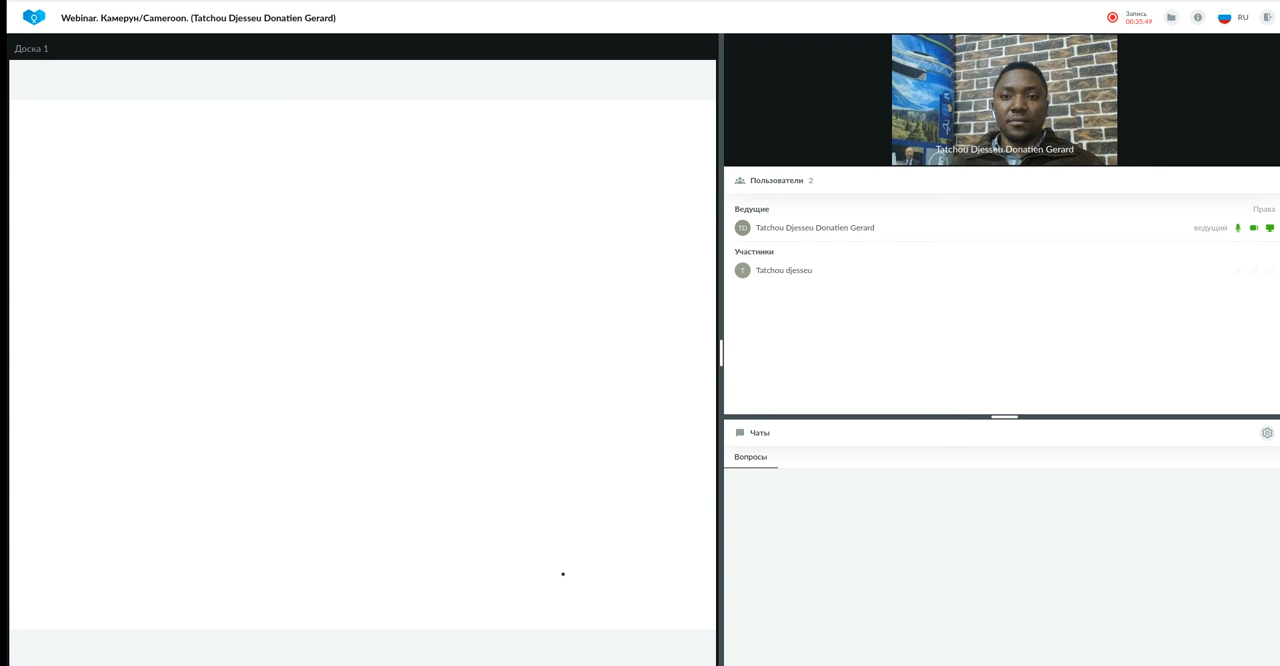 Webinar. Камерун/Cameroon. (Tatchou Djesseu Donatien Gerard)
Запись
00:35:49
RU
Доска 1
Tatchou Djesseu Donatien Gerard
Пользователи 2
Ведущие
Права
TD
Tatchou Djesseu Donatien Gerard
ведущий
Участники
T
Tatchou djesseu
Чаты
Вопросы